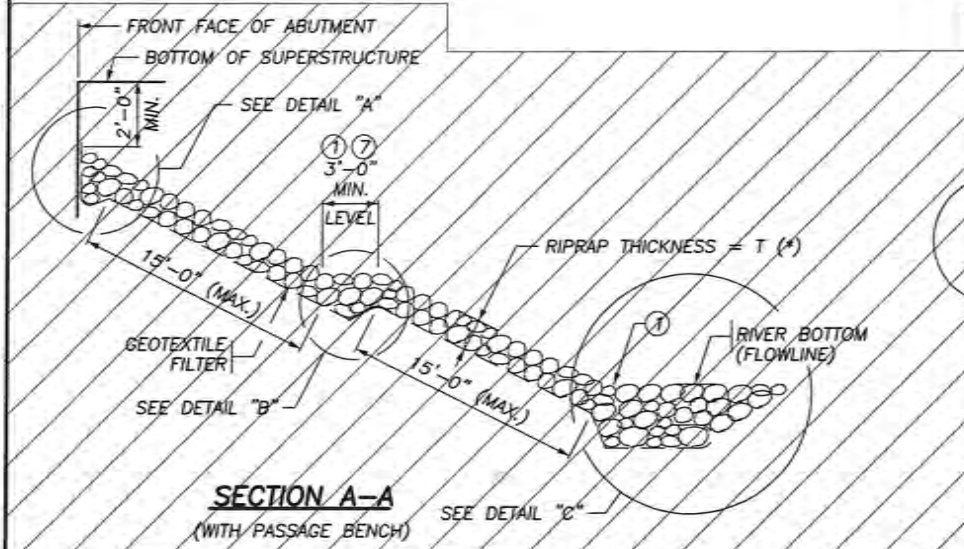 FRONT FACE OF ABUTMENT
BOTTOM OF SUPERSTRUCTURE
2'-0"
MIN.
SEE DETAIL "A"
1 7
3'-0"
MIN.
LEVEL
RIPRAP THICKNESS = T (*)
15'-0" (MAX.)
1
RIVER BOTTOM
(FLOWLINE)
GEOTEXTILE
FILTER
15'-0" (MAX.)
SEE DETAIL "B"
SECTION A-A
(WITH PASSAGE BENCH)
SEE DETAIL "C"